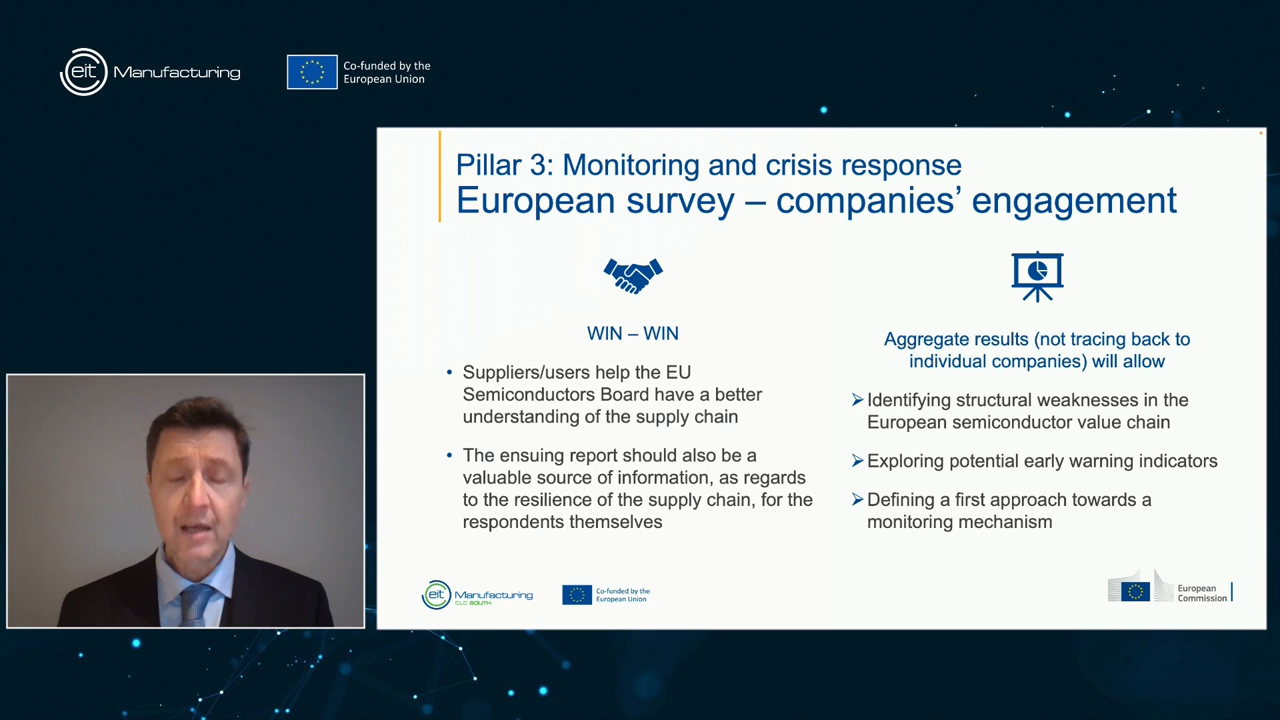 eit Manufacturing
Co-funded by the
European Union
Pillar 3: Monitoring and crisis response
European survey – companies’ engagement
WIN – WIN
• Suppliers/users help the EU
Semiconductors Board have a better
understanding of the supply chain
• The ensuing report should also be a
valuable source of information, as regards
to the resilience of the supply chain, for the
respondents themselves
Aggregate results (not tracing back to
individual companies) will allow
➢Identifying structural weaknesses in the
European semiconductor value chain
➢Exploring potential early warning indicators
➢Defining a first approach towards a
monitoring mechanism
eit Manufacturing
CLC SOUTH
Co-funded by the
European Union
European
Commission